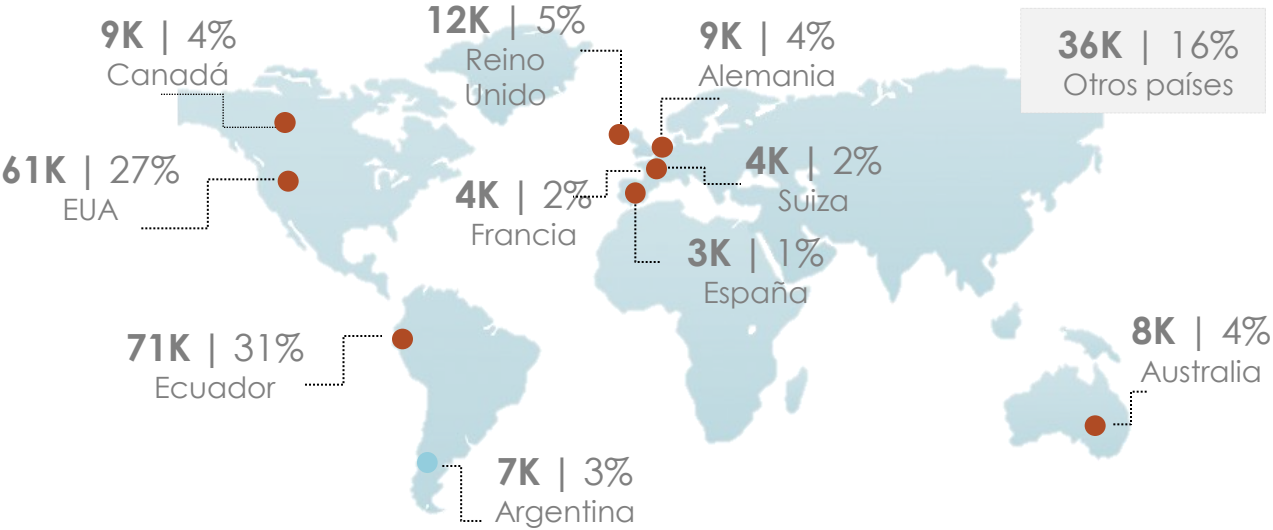 9K | 4%
Canadá
12K | 5%
Reino
Unido
9K | 4%
Alemania
36K | 16%
Otros países
61K | 27%
EUA
4K | 2%
Francia
4K | 2%
Suiza
3K | 1%
España
71K | 31%
Ecuador
8K | 4%
Australia
7K | 3%
Argentina